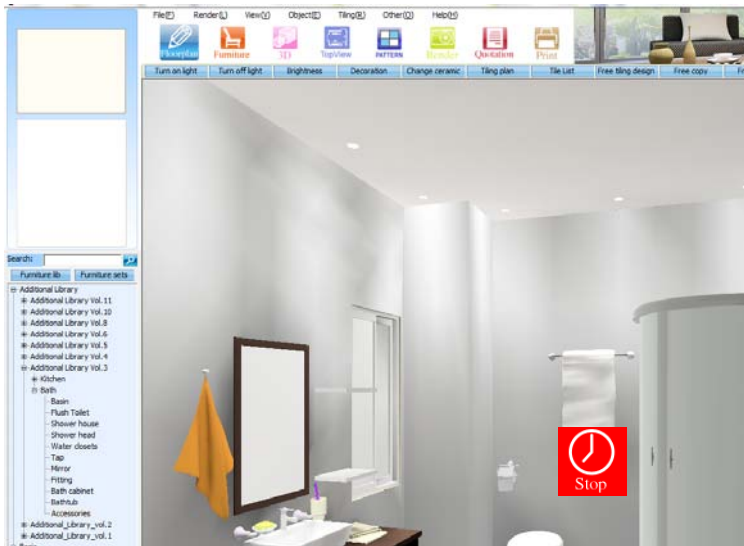 File(F) Render(L) View(V) Object(E) Tiling(R) Other(O) Help(H)
Floorplan Furniture 3D TopView PATTERN Render Quotation Print
Turn on light Turn off light Brightness Decoration Change ceramic Tiling plan Tile List Free tiling design Free copy
Search:
Furniture lib Furniture sets
Additional Library
Additional Library Vol.11
Additional Library Vol.10
Additional Library Vol.8
Additional Library Vol.6
Additional Library Vol.5
Additional Library Vol.4
Additional Library Vol.3
Kitchen
Bath
Basin
Flush Toilet
Shower house
Shower head
Water closets
Tap
Mirror
Fitting
Bath cabinet
Bathtub
Accessories
Additional_Library_vol.2
Additional_Library_vol.1
Stop